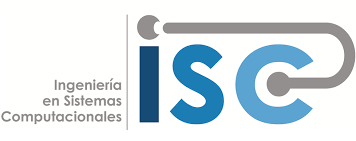 Ingeniería
en Sistemas
Computacionales
ISC